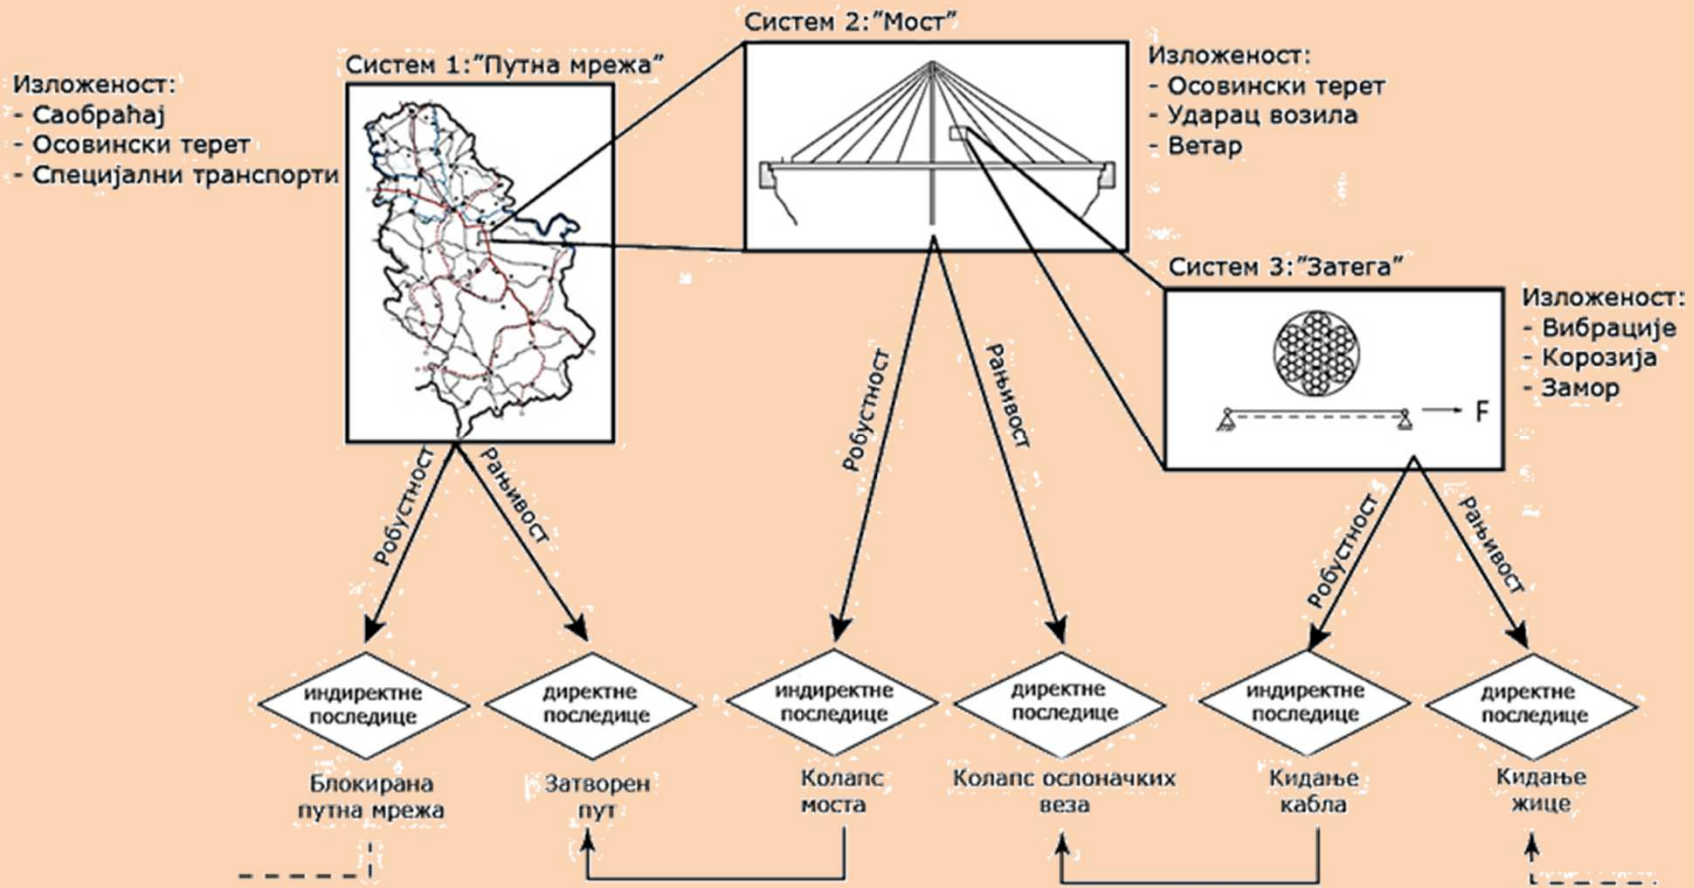 Систем 1:"Путна мрежа"
Изложеност:
- Саобраћај
- Осовински терет
- Специјални транспорти
Систем 2:"Мост"
Изложеност:
- Осовински терет
- Ударац возила
- Ветар
Систем 3:"Затега"
Изложеност:
- Вибрације
- Корозија
- Замор
F
Робустност
Рањивост
Робустност
Рањивост
Робустност
Рањивост
индиректне
последице
директне
последице
индиректне
последице
директне
последице
индиректне
последице
директне
последице
Блокирана
путна мрежа
Затворен
пут
Колапс
моста
Колапс ослоначких
веза
Кидање
кабла
Кидање
жице